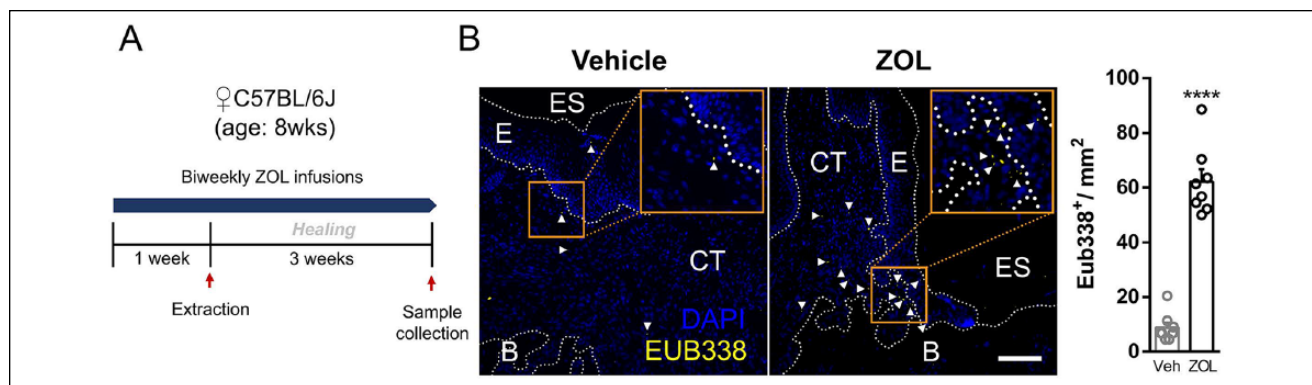 A
♀C57BL/6J
(age: 8wks)
Biweekly ZOL infusions
Healing
1 week
3 weeks
Extraction
Sample
collection
B
Vehicle
ZOL
ES
E
CT
B
DAPI
EUB338
CT
E
ES
B
Eub338+/ mm2
100
80
60
40
20
0
****
Veh
ZOL